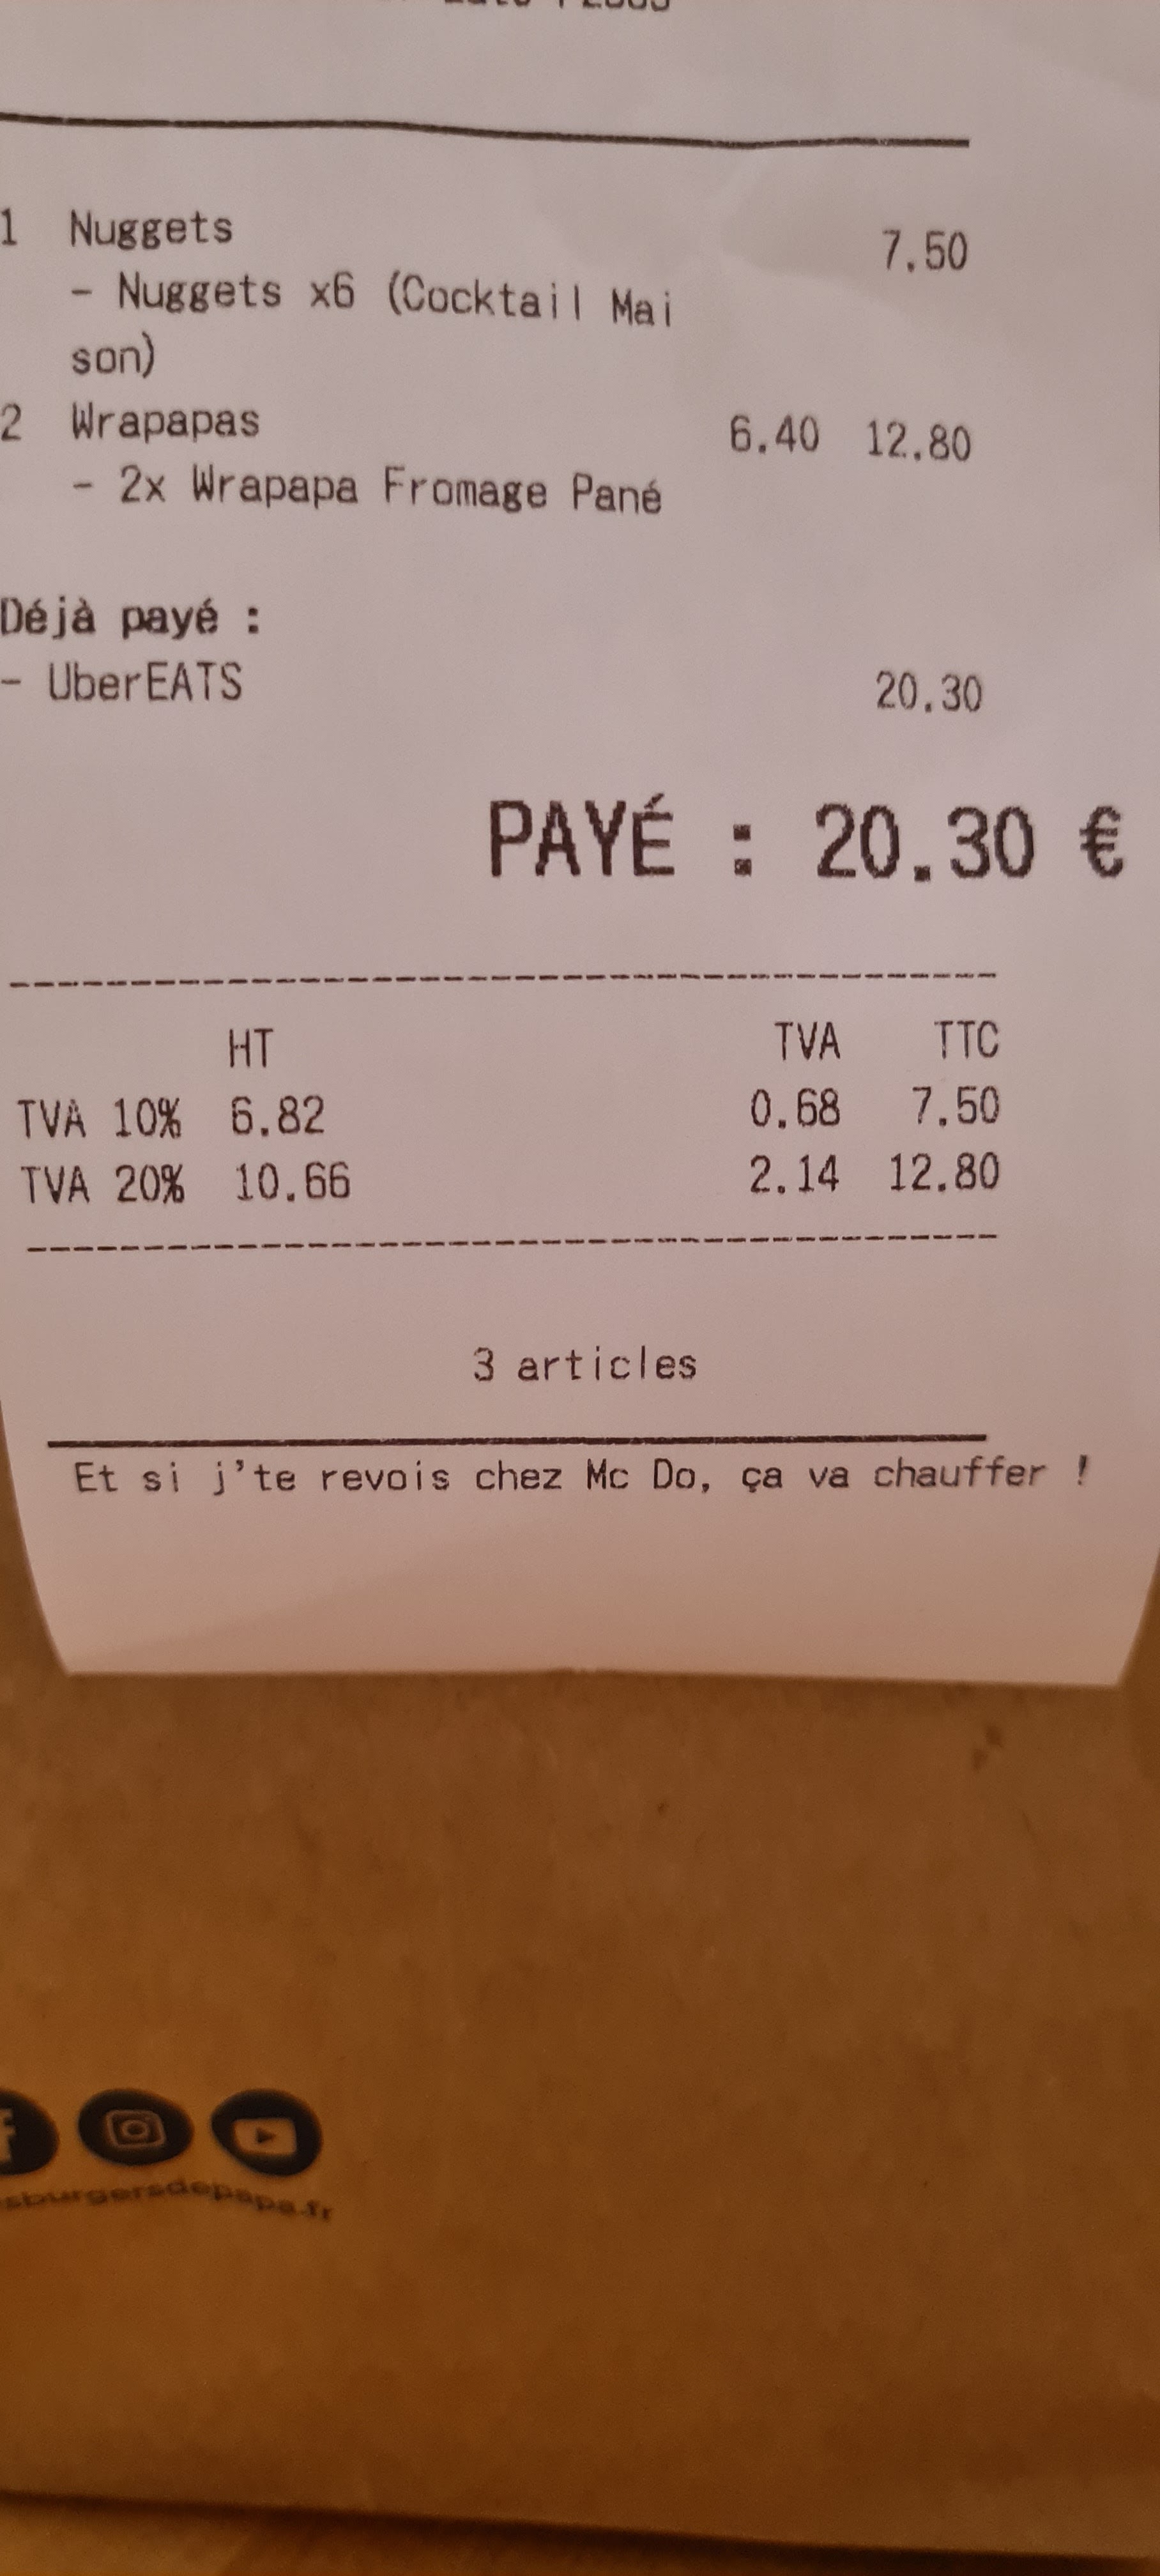 1 Nuggets 7.50
- Nuggets x6 (Cocktail Mai
son)
2 Wrapapas 6.40 12.80
- 2x Wrapapa Fromage Pané
Déjà payé :
- UberEATS 20.30
PAYÉ : 20.30 €
HT TVA TTC
TVA 10% 6.82 0.68 7.50
TVA 20% 10.66 2.14 12.80
3 articles
Et si j'te revois chez Mc Do, ça va chauffer !
sburgersdepapa.fr